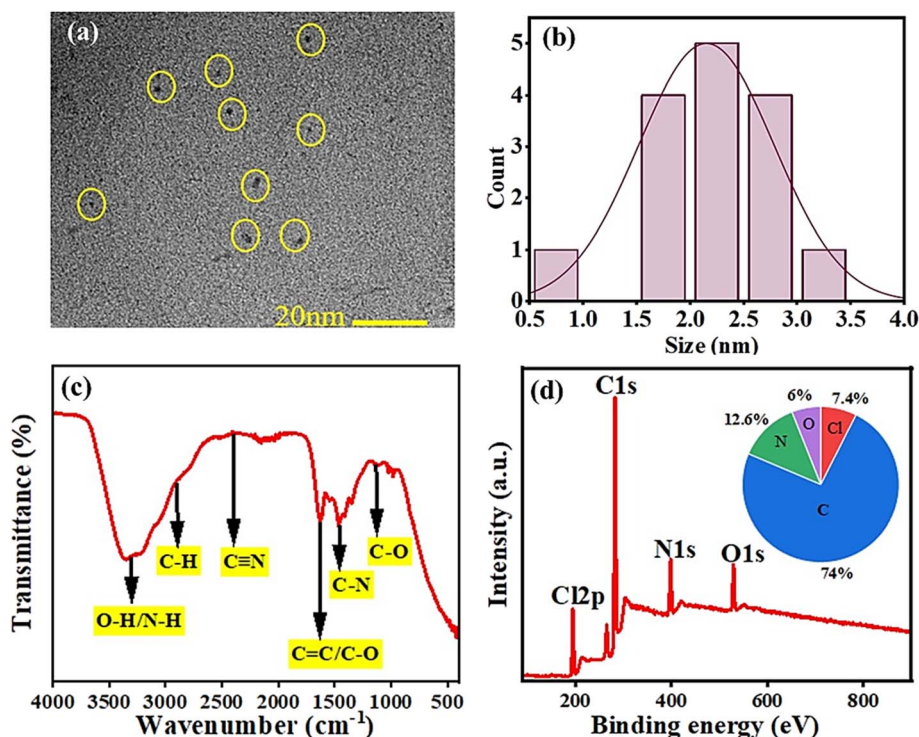 (a)
20nm
(b)
5
4
3
2
1
0
Count
0.5 1.0 1.5 2.0 2.5 3.0 3.5 4.0
Size (nm)
(c)
Transmittance (%)
O-H/N-H
C-H
C≡N
C=C/C-O
C-N
C-O
4000 3000 2500 2000 1500 1000 500
Wavenumber (cm-1)
(d)
Intensity (a.u.)
C1s
Cl2p
N1s
O1s
12.6%
6%
7.4%
N
O
Cl
C
74%
200 400 600 800
Binding energy (eV)